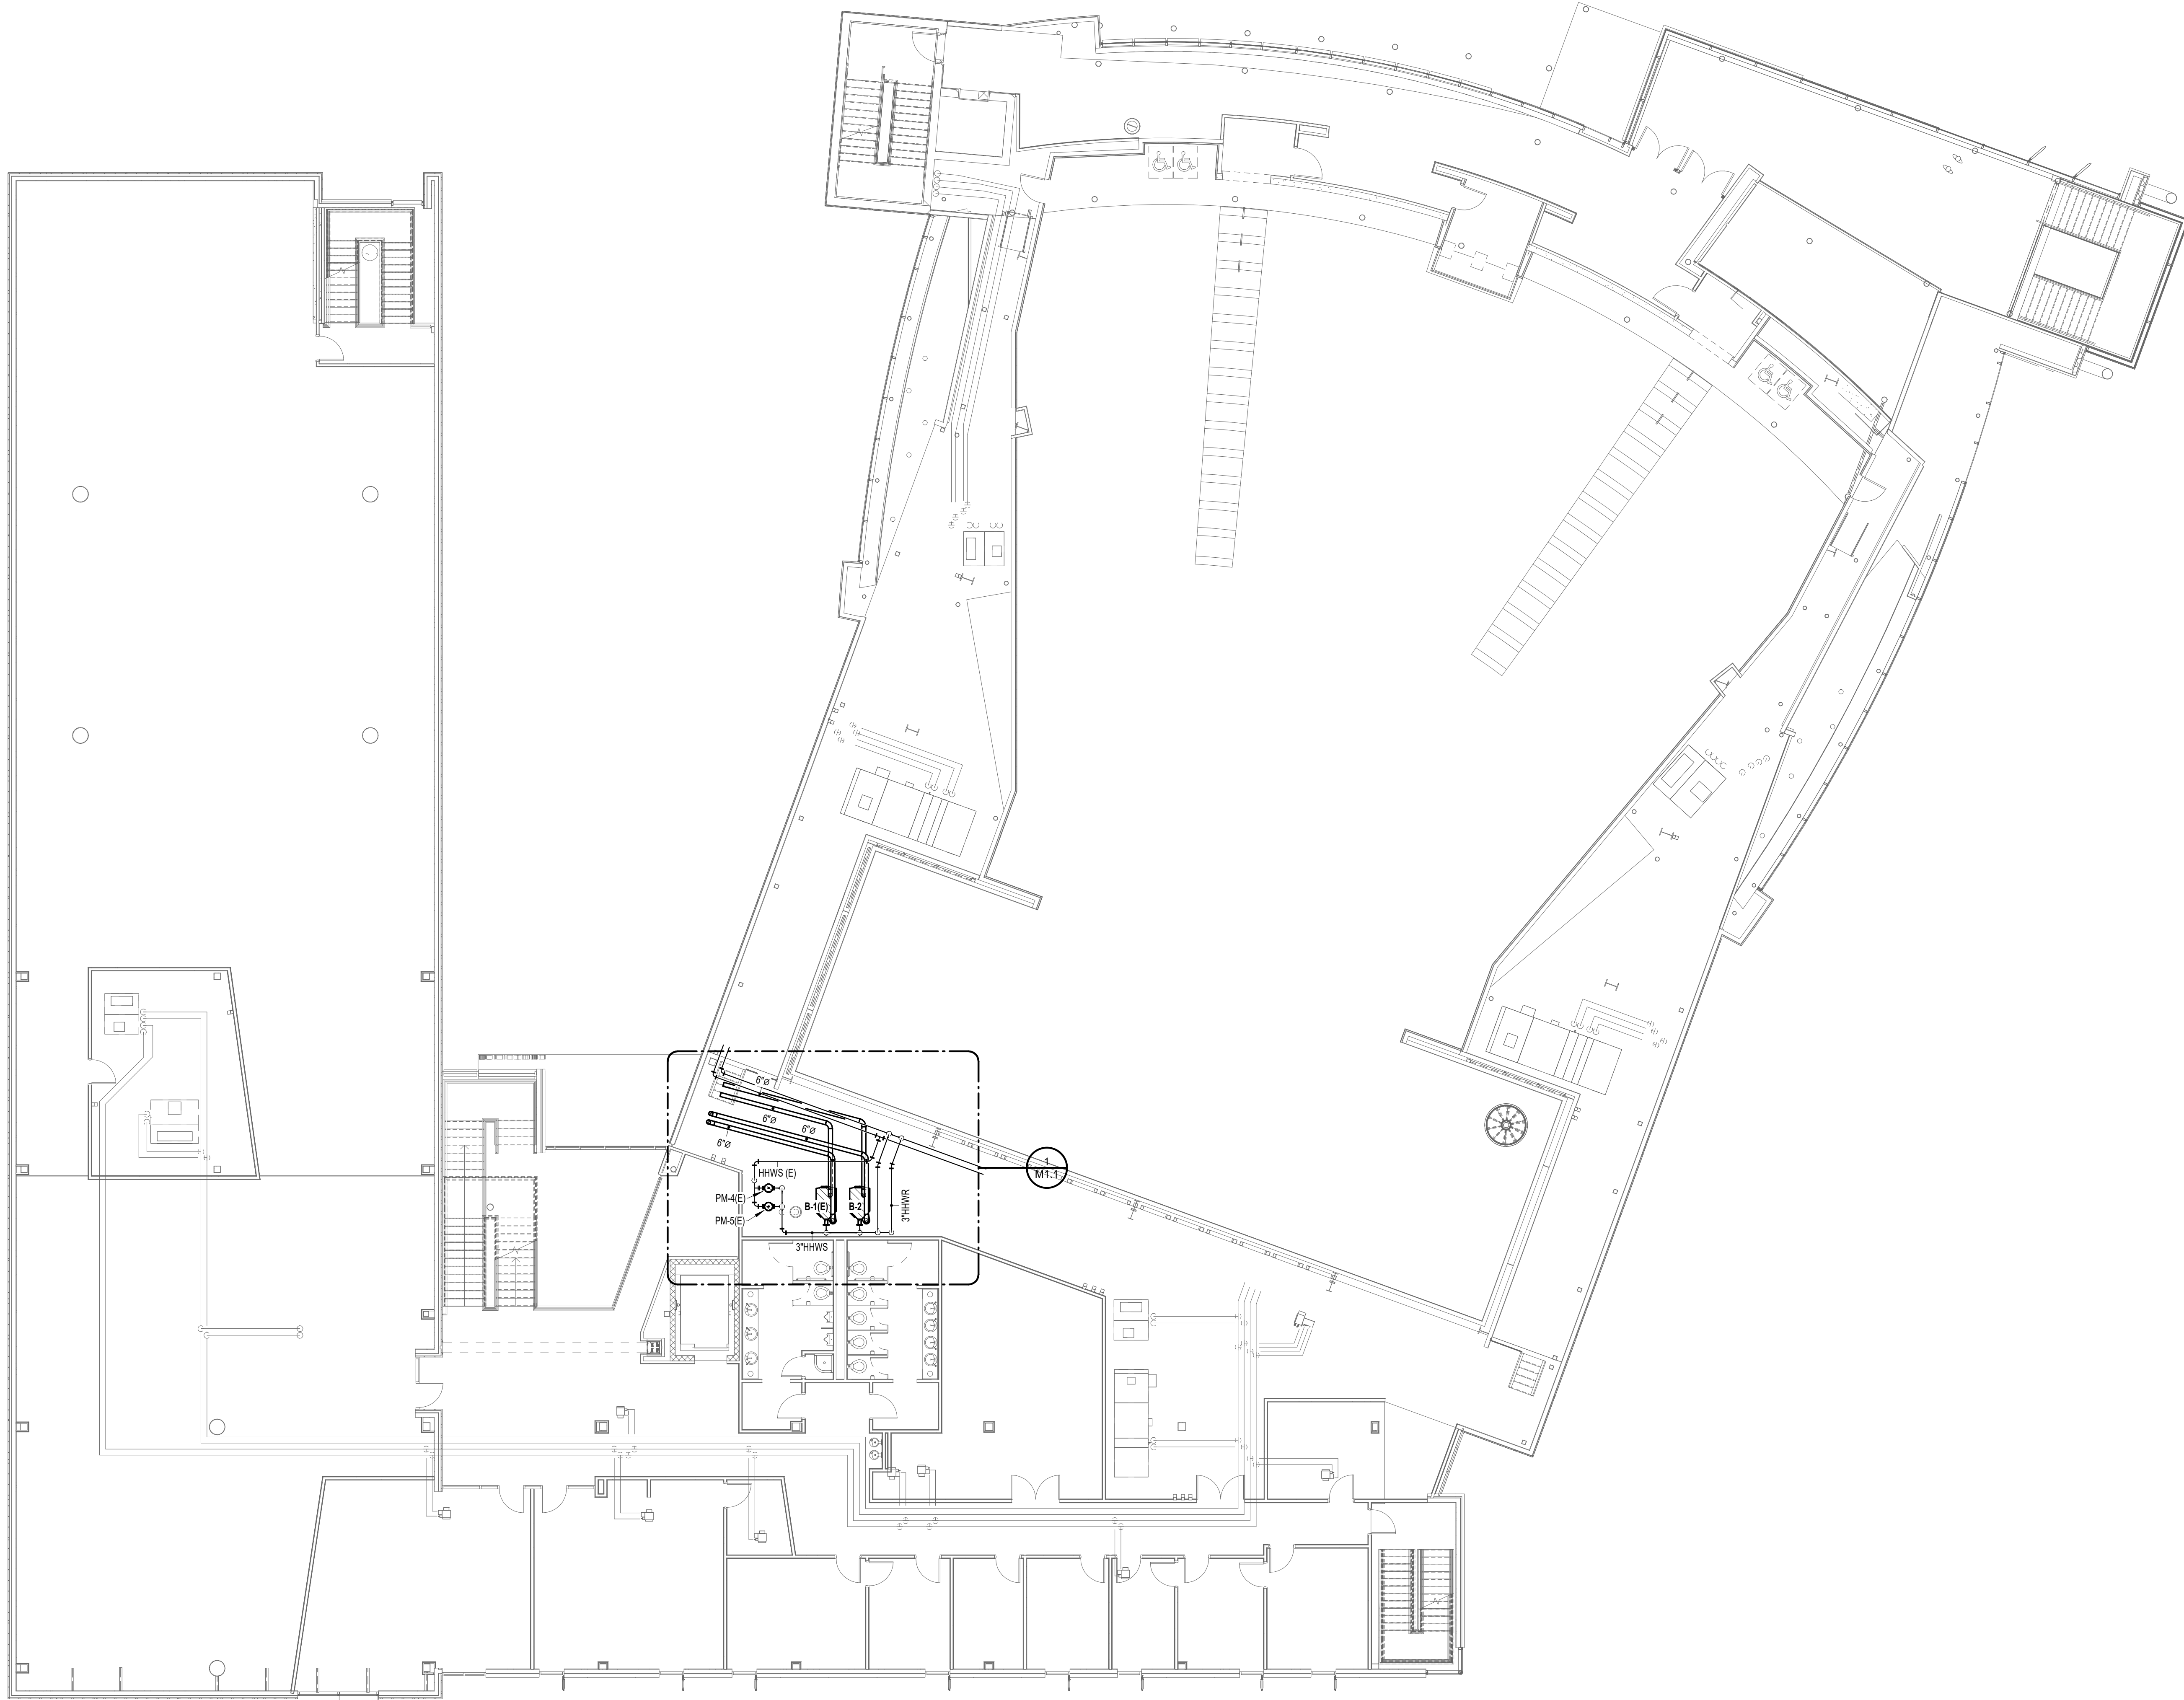 6"Ø
6"Ø
6"Ø
6"Ø
1
M1.1
HHWS (E)
PM-4(E)
B-1(E)
B-2
3"HHWR
PM-5(E)
3"HHWS